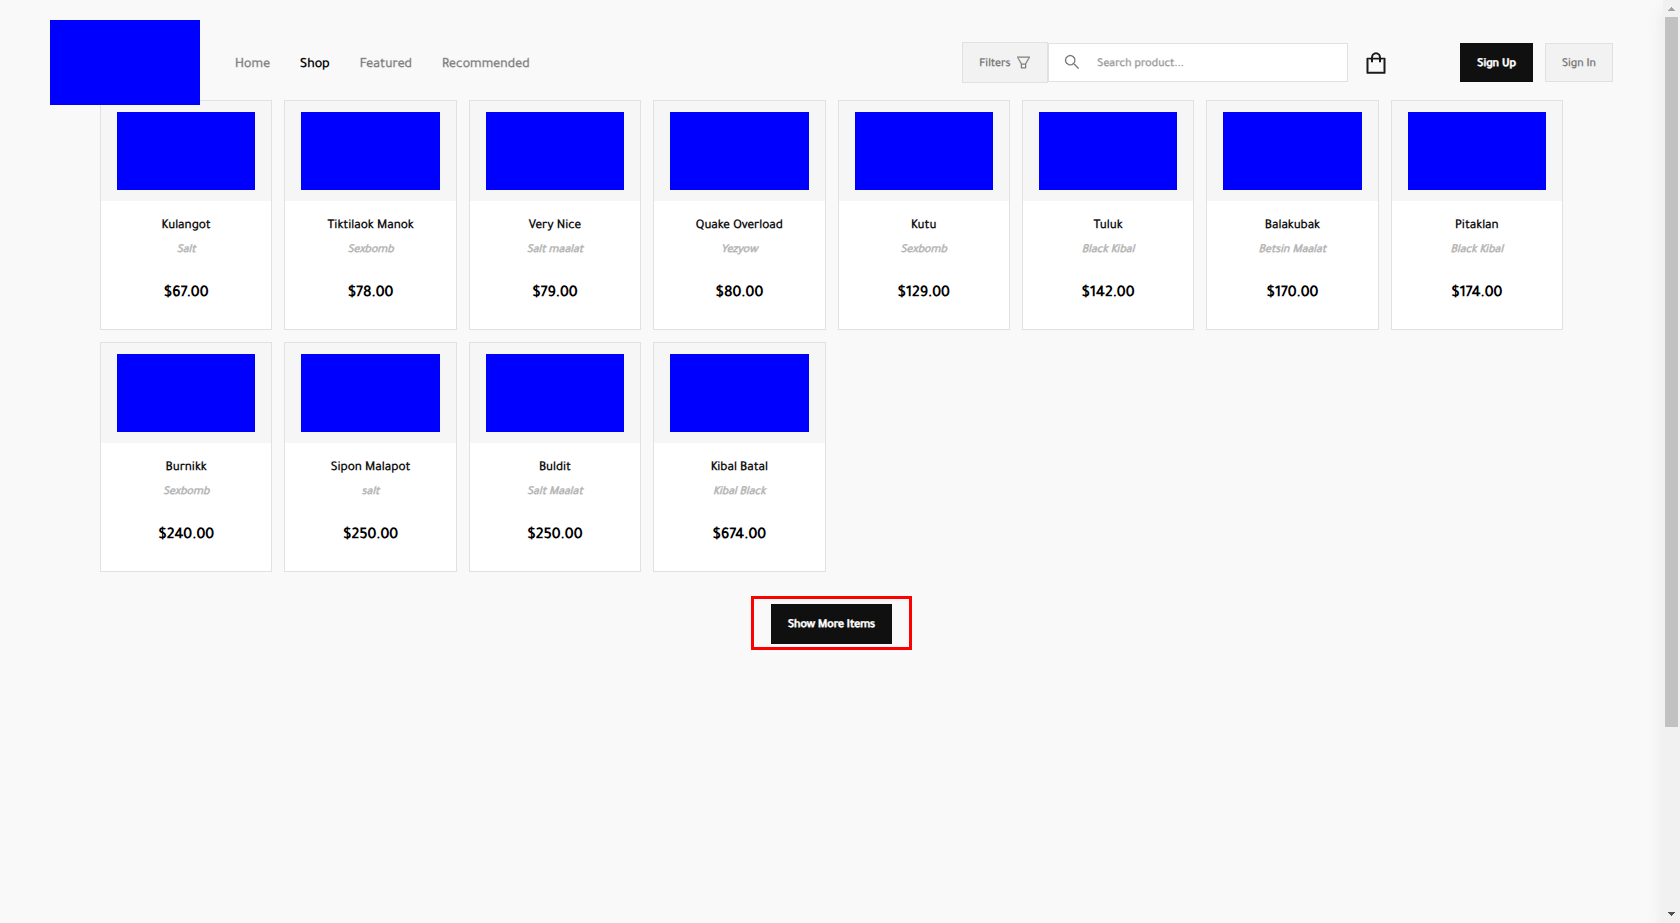 Home Shop Featured Recommended Filters Search product... Sign Up Sign In
Kulangot Tiktilaok Manok Very Nice Quake Overload Kutu Tuluk Balakubak Pitaklan
Salt Sexbomb Salt maalat Yezyow Sexbomb Black Kibal Betsin Maalat Black Kibal
$67.00 $78.00 $79.00 $80.00 $129.00 $142.00 $170.00 $174.00
Burnikk Sipon Malapot Buldit Kibal Batal
Sexbomb salt Salt Maalat Kibal Black
$240.00 $250.00 $250.00 $674.00
Show More Items